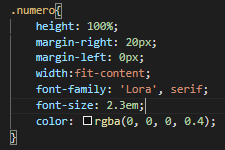 .numero{
    height: 100%;
    margin-right: 20px;
    margin-left: 0px;
    width:fit-content;
    font-family: 'Lora', serif;
    font-size: 2.3em;
    color: rgba(0, 0, 0, 0.4);
}